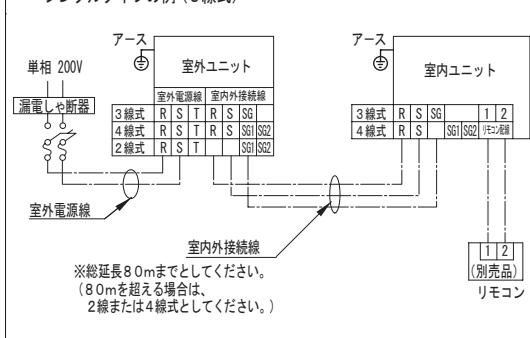 シングルタイプの例(3線式)
アース
単相 200V
漏電しゃ断器
室外ユニット
室外電源線 室内外接続線
3線式 R S T R S SG
4線式 R S T R S SG1 SG2
2線式 R S T SG1 SG2
室外電源線
アース
室内ユニット
3線式 R S SG 1 2
4線式 R S SG1 SG2 リモコン配線
室内外接続線
※総延長80mまでとしてください。
(80mを超える場合は、
2線または4線式としてください。)
1 2
(別売品)
リモコン